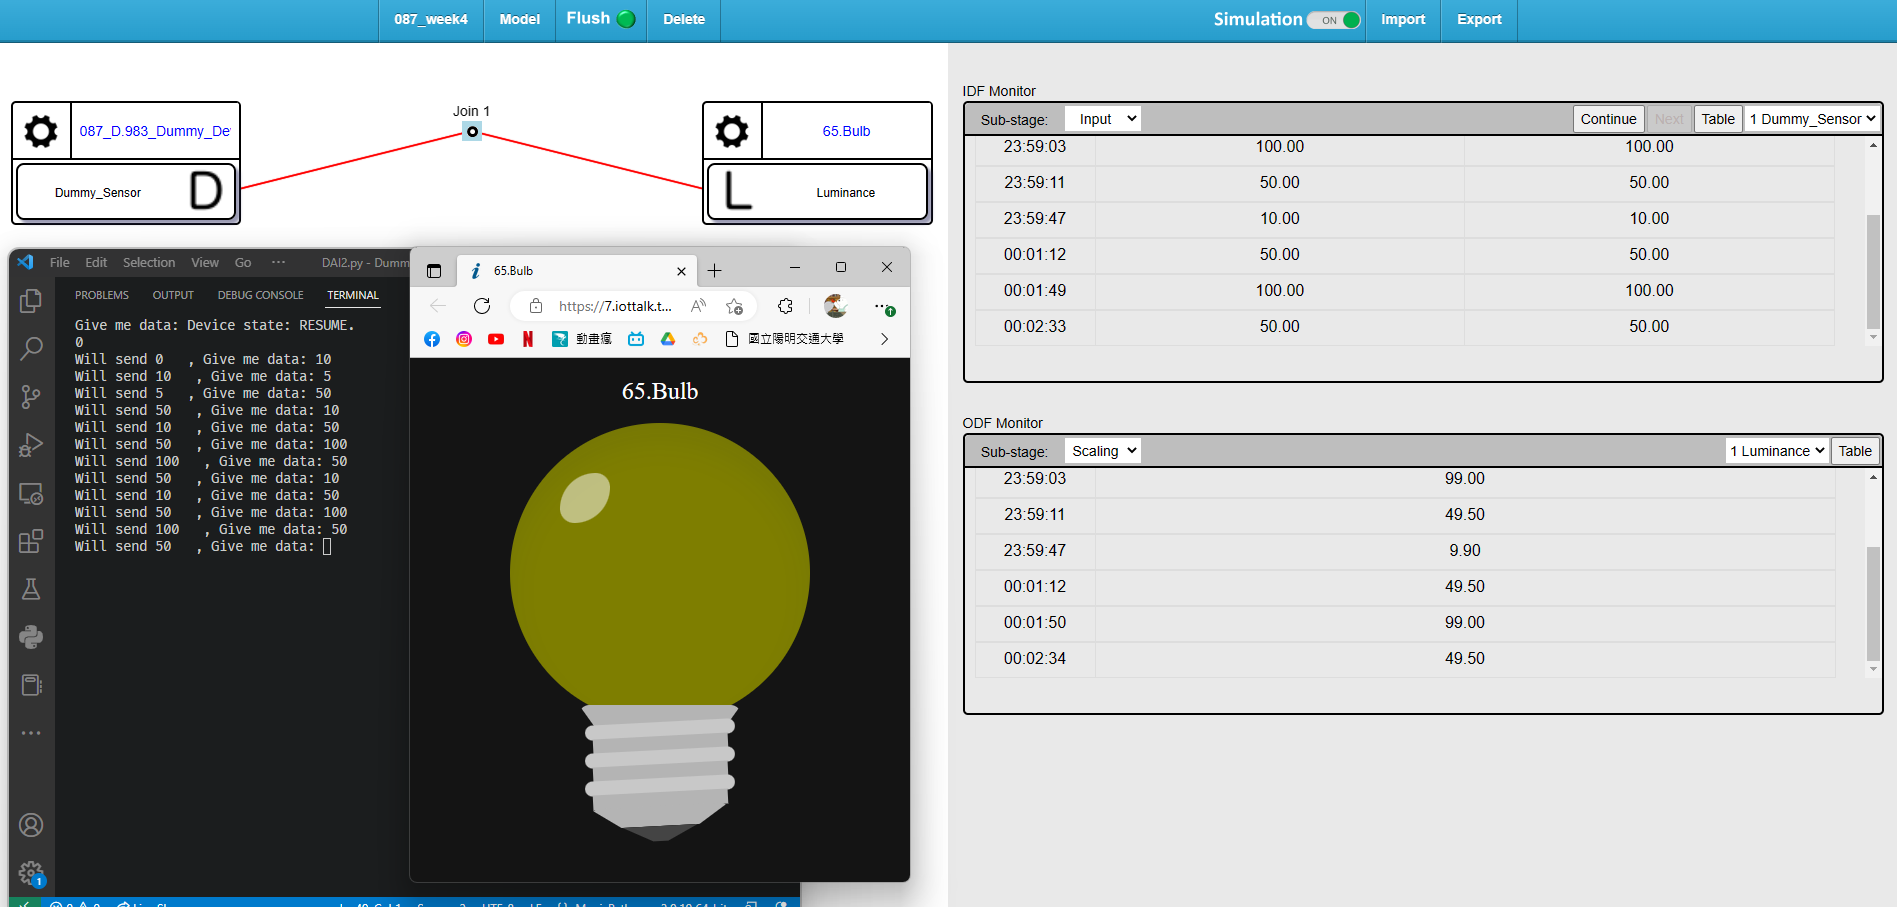 087_week4 Model Flush Delete Simulation ON Import Export
Join 1
087_D.983_Dummy_De
Dummy_Sensor D
65.Bulb
L Luminance
File Edit Selection View Go ··· DAI2.py - Dumm
PROBLEMS OUTPUT DEBUG CONSOLE TERMINAL
Give me data: Device state: RESUME.
0
Will send 0 , Give me data: 10
Will send 10 , Give me data: 5
Will send 5 , Give me data: 50
Will send 50 , Give me data: 10
Will send 10 , Give me data: 50
Will send 50 , Give me data: 100
Will send 100 , Give me data: 50
Will send 50 , Give me data: 10
Will send 10 , Give me data: 50
Will send 50 , Give me data: 100
Will send 100 , Give me data: 50
Will send 50 , Give me data:
1
65.Bulb
https://7.iottalk.t...
動畫瘋 國立陽明交通大學
65.Bulb
IDF Monitor
Sub-stage: Input Continue Next Table 1 Dummy_Sensor
23:59:03 100.00 100.00
23:59:11 50.00 50.00
23:59:47 10.00 10.00
00:01:12 50.00 50.00
00:01:49 100.00 100.00
00:02:33 50.00 50.00
ODF Monitor
Sub-stage: Scaling 1 Luminance Table
23:59:03 99.00
23:59:11 49.50
23:59:47 9.90
00:01:12 49.50
00:01:50 99.00
00:02:34 49.50